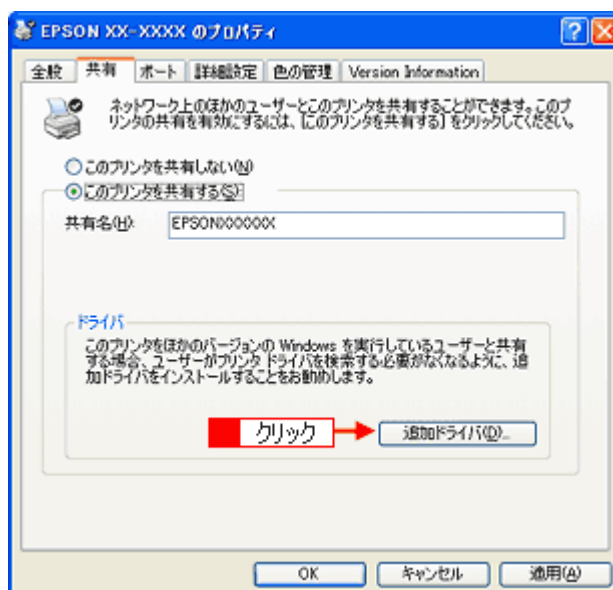 EPSON XX-XXXX のプロパティ
全般 共有 ポート 詳細設定 色の管理 Version Information
ネットワーク上のほかのユーザーとこのプリンタを共有することができます。このプ
リンタの共有を有効にするには、[このプリンタを共有する] をクリックしてください。
このプリンタを共有しない(N)
このプリンタを共有する(S)
共有名(H): EPSONXXXXXX
ドライバ
このプリンタをほかのバージョンの Windows を実行しているユーザーと共有
する場合、ユーザーがプリンタ ドライバを検索する必要がなくなるように、追
加ドライバをインストールすることをお勧めします。
クリック 追加ドライバ(D)...
OK キャンセル 適用(A)